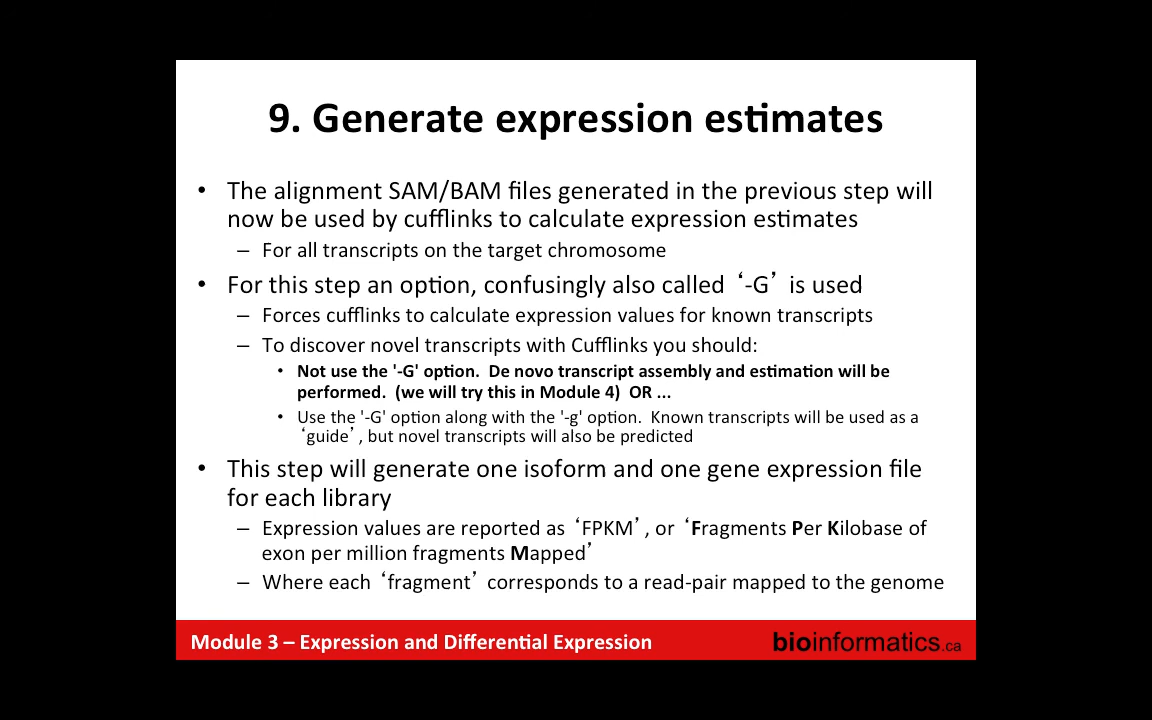 9. Generate expression estimates
• The alignment SAM/BAM files generated in the previous step will
now be used by cufflinks to calculate expression estimates
– For all transcripts on the target chromosome
• For this step an option, confusingly also called ‘-G’ is used
– Forces cufflinks to calculate expression values for known transcripts
– To discover novel transcripts with Cufflinks you should:
• Not use the '-G' option. De novo transcript assembly and estimation will be
performed. (we will try this in Module 4) OR ...
• Use the '-G' option along with the '-g' option. Known transcripts will be used as a
‘guide’, but novel transcripts will also be predicted
• This step will generate one isoform and one gene expression file
for each library
– Expression values are reported as ‘FPKM’, or ‘Fragments Per Kilobase of
exon per million fragments Mapped’
– Where each ‘fragment’ corresponds to a read-pair mapped to the genome
Module 3 – Expression and Differential Expression
bioinformatics.ca